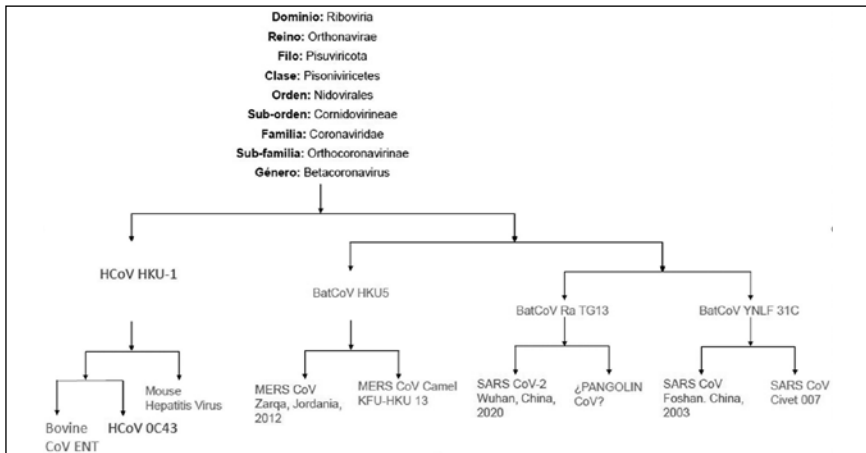 Dominio: Riboviria
Reino: Orthonavirae
Filo: Pisuviricota
Clase: Pisoniviricetes
Orden: Nidovirales
Sub-orden: Cornidovirineae
Familia: Coronaviridae
Sub-familia: Orthocoronavirinae
Género: Betacoronavirus
HCoV HKU-1
BatCoV HKU5
BatCoV Ra TG13
BatCoV YNLF 31C
Mouse
Hepatitis Virus
Bovine
CoV ENT
HCoV 0C43
MERS CoV
Zarqa, Jordania,
2012
MERS CoV Camel
KFU-HKU 13
SARS CoV-2
Wuhan, China,
2020
¿PANGOLIN
CoV?
SARS CoV
Foshan. China,
2003
SARS CoV
Civet 007